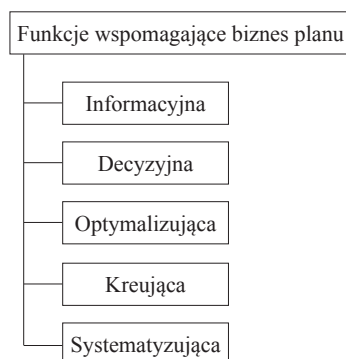 Funkcje wspomagające biznes planu
Informacyjna
Decyzyjna
Optymalizująca
Kreująca
Systematyzująca